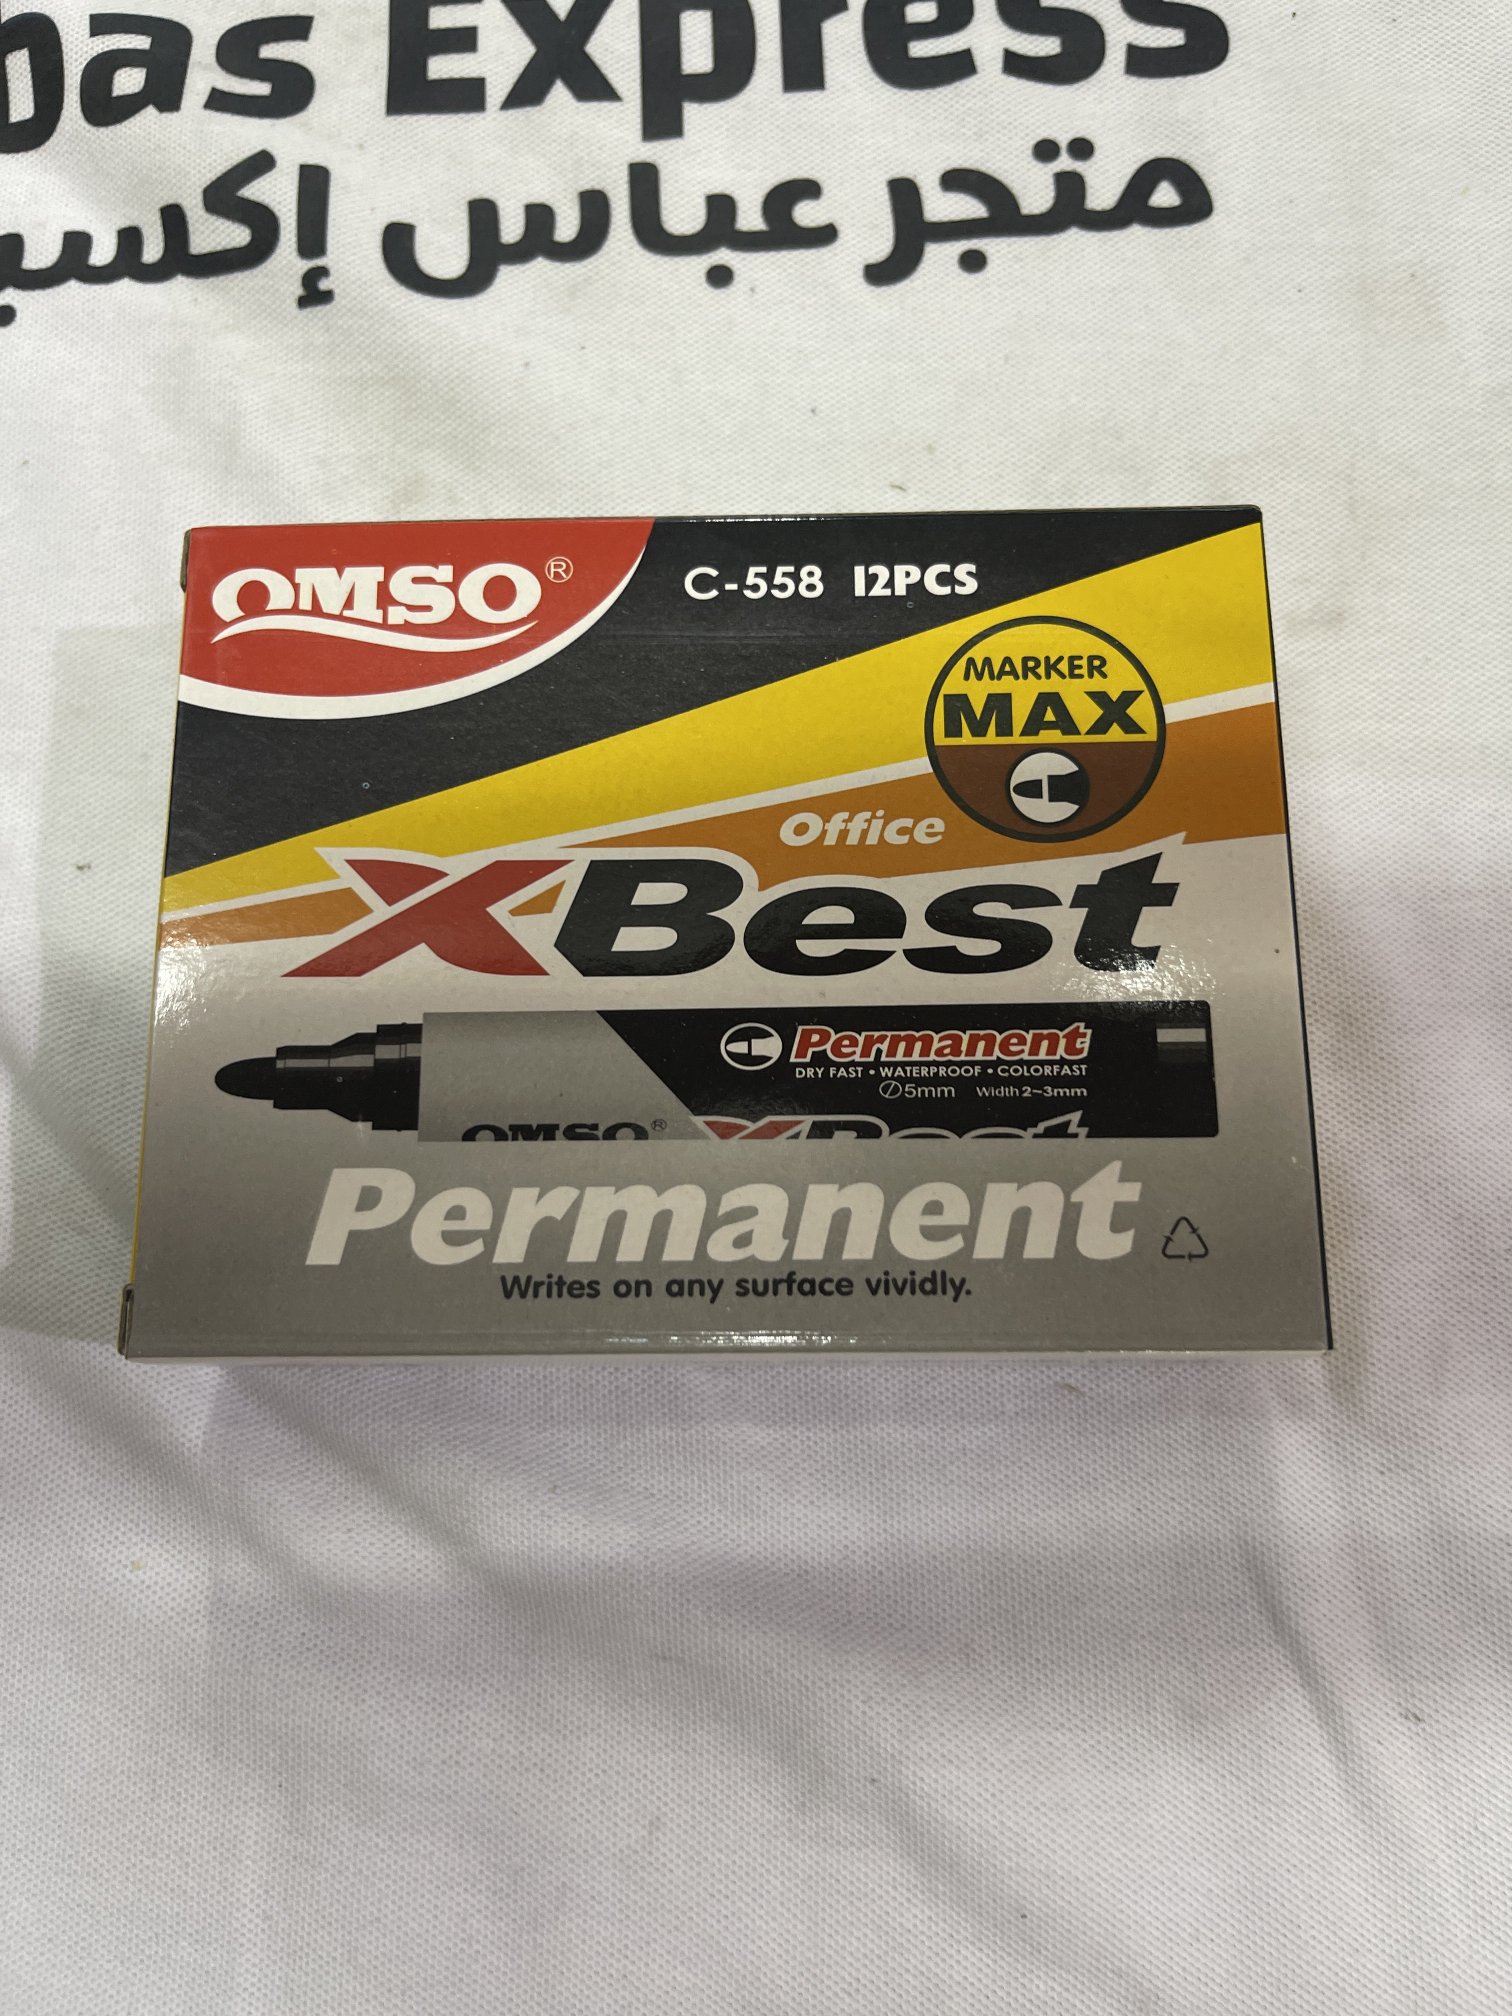 bas Express
متجر عباس إكسب
OMSO®
C-558 12PCS
MARKER
MAX
Office
XBest
Permanent
DRY FAST • WATERPROOF • COLORFAST
∅5mm Width 2~3mm
OMSO® XBest
Permanent
Writes on any surface vividly.